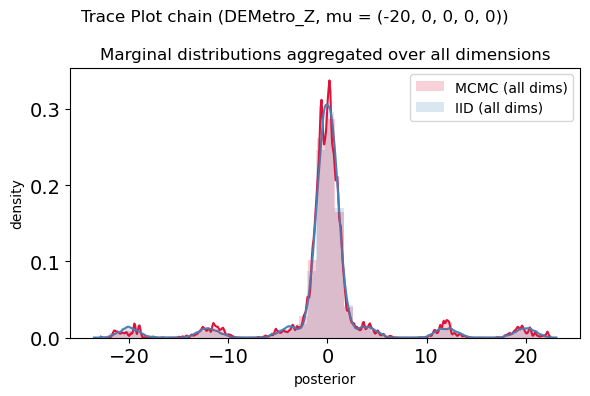 Trace Plot chain (DEMetro_Z, mu = (-20, 0, 0, 0, 0))
Marginal distributions aggregated over all dimensions
MCMC (all dims)
IID (all dims)
density
0.3
0.2
0.1
0.0
−20
−10
0
10
20
posterior